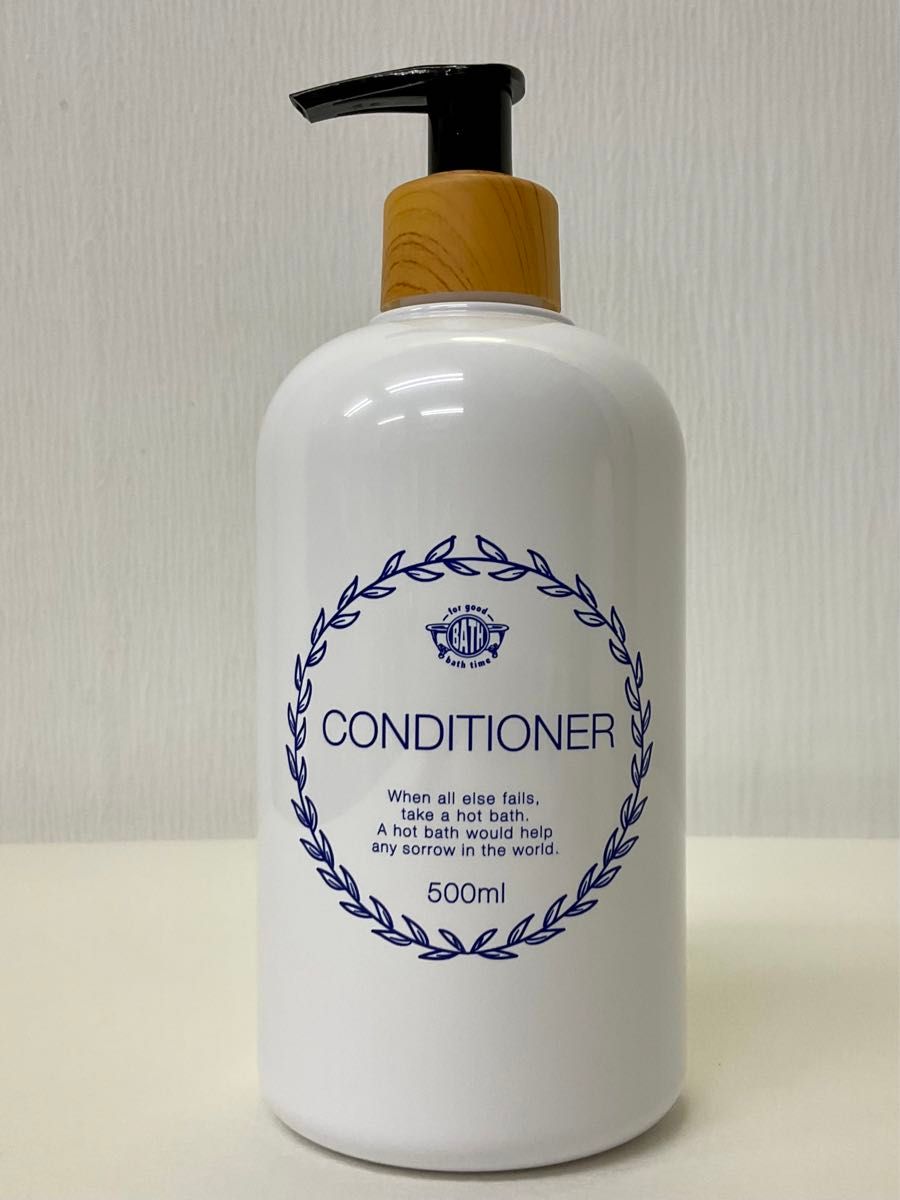 for good
BATH
bath time
CONDITIONER
When all else fails,
take a hot bath.
A hot bath would help
any sorrow in the world.
500ml